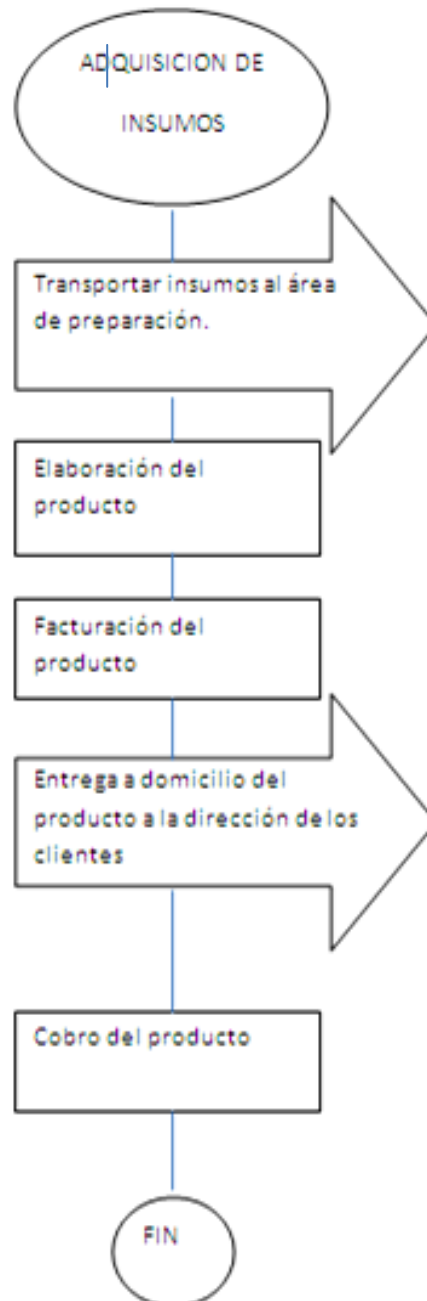 ADQUISICION DE
INSUMOS
Transportar insumos al área
de preparación.
Elaboración del
producto
Facturación del
producto
Entrega a domicilio del
producto a la dirección de los
clientes
Cobro del producto
FIN